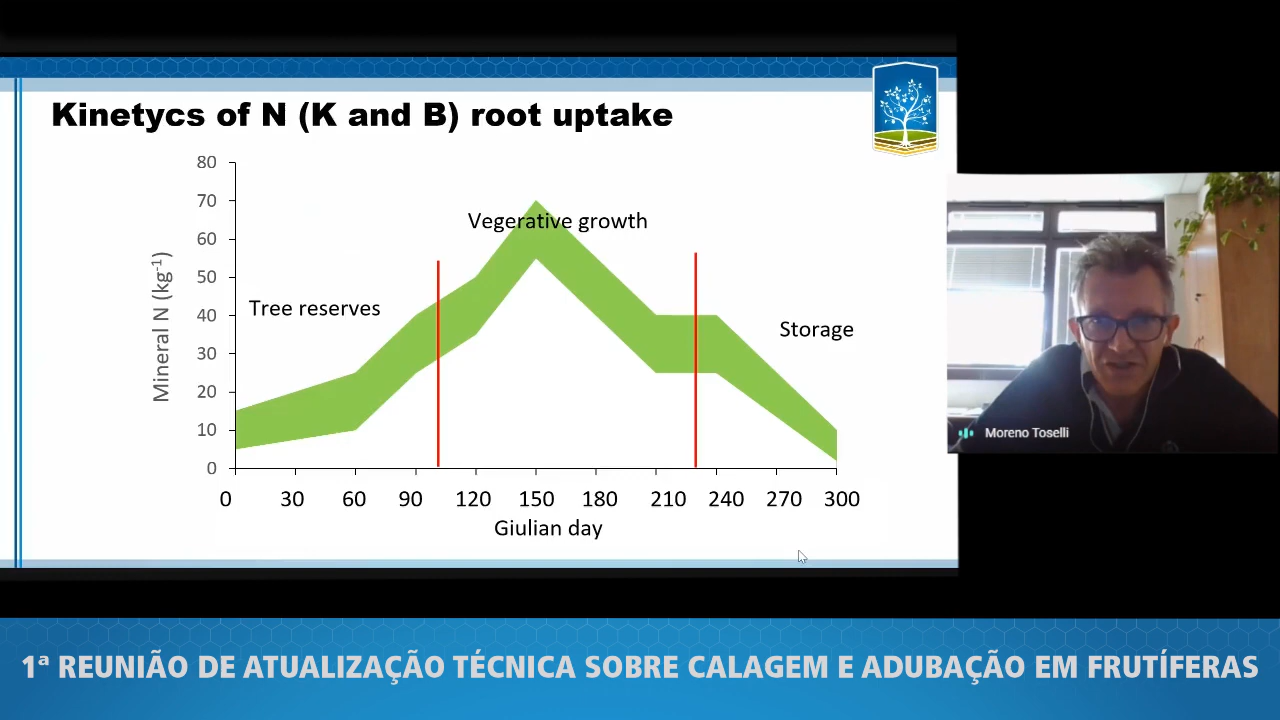 Kinetycs of N (K and B) root uptake
80
70
60
50
40
30
20
10
0
Mineral N (kg-1)
Vegerative growth
Tree reserves
Storage
0 30 60 90 120 150 180 210 240 270 300
Giulian day
Moreno Toselli
1ª REUNIÃO DE ATUALIZAÇÃO TÉCNICA SOBRE CALAGEM E ADUBAÇÃO EM FRUTÍFERAS